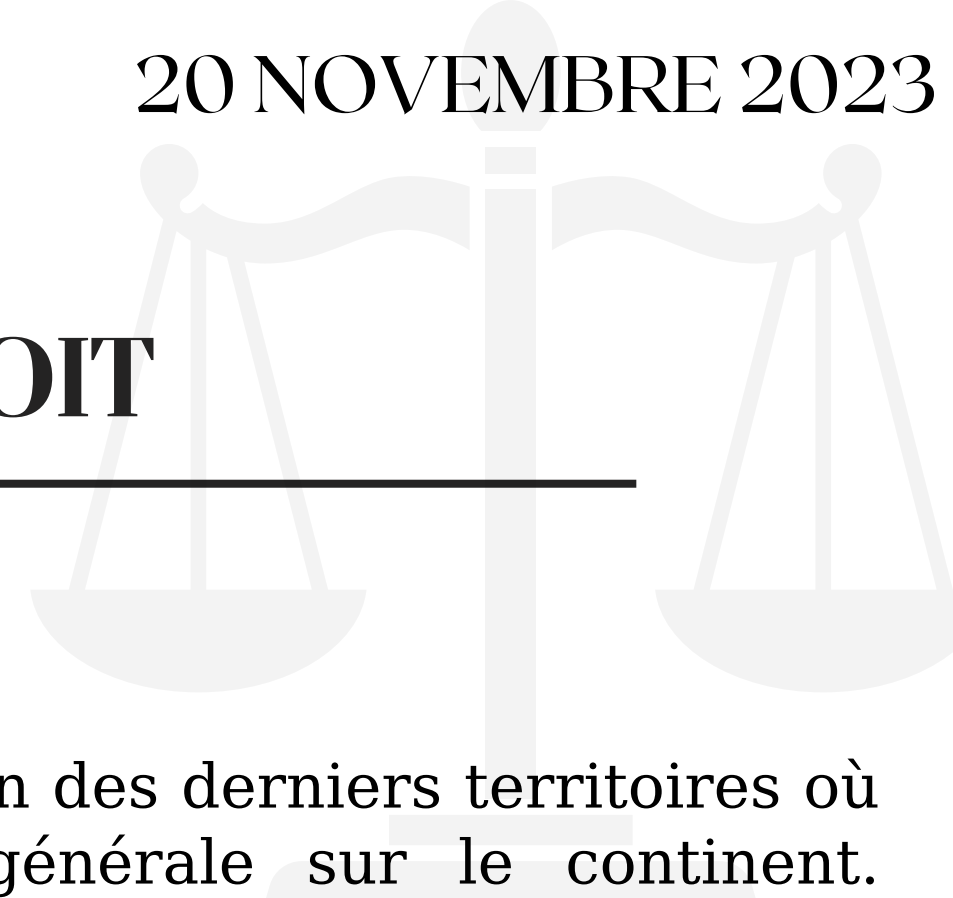 20 NOVEMBRE 2023
OIT
n des derniers territoires où
générale sur le continent.